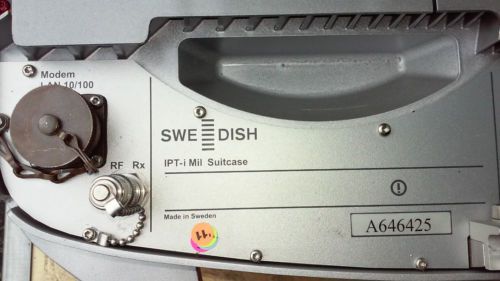 Modem
LAN 10/100
SWE DISH
RF Rx
IPT-i Mil Suitcase
Made in Sweden
A646425